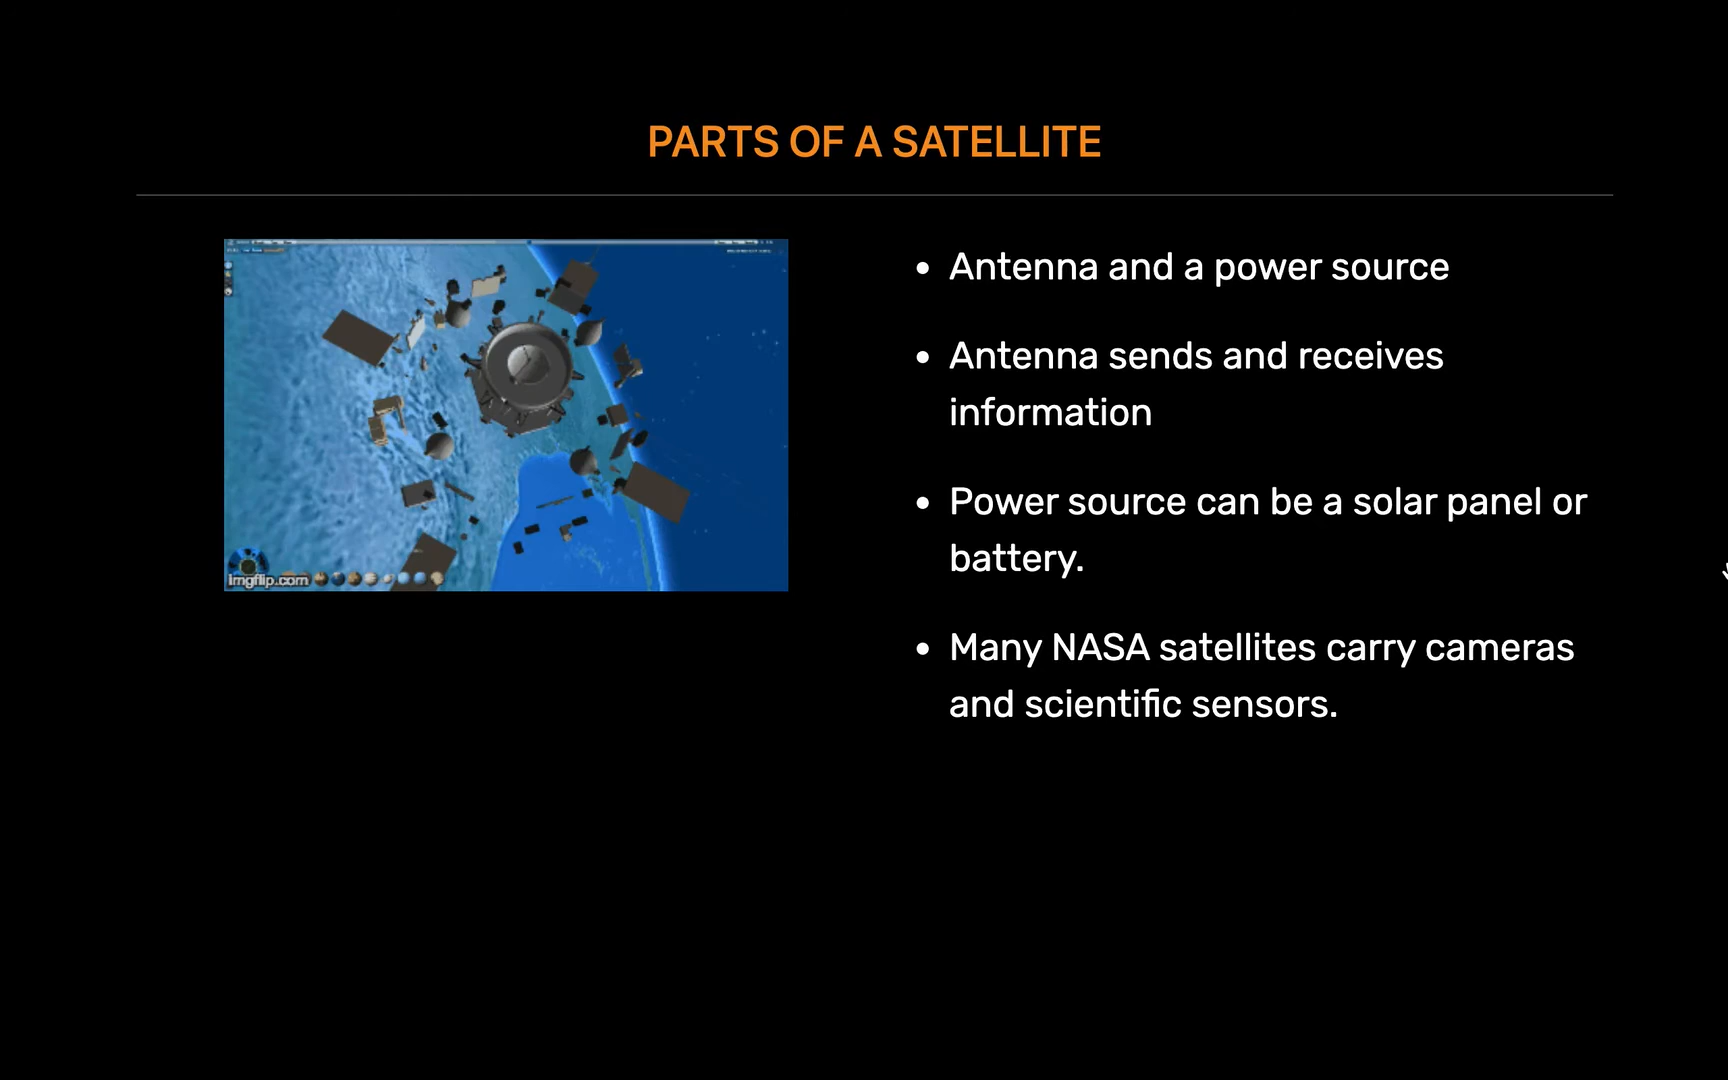 PARTS OF A SATELLITE
Antenna and a power source
Antenna sends and receives
information
Power source can be a solar panel or
battery.
Many NASA satellites carry cameras
and scientific sensors.
imgflip.com